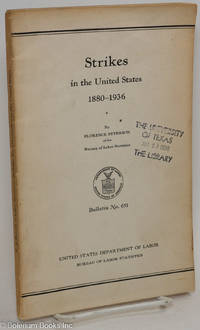 Strikes
in the United States
1880-1936
By
FLORENCE PETERSON
of the
Bureau of Labor Statistics
THE UNIVERSITY
OF TEXAS
THE LIBRARY
Bulletin No. 651
UNITED STATES DEPARTMENT OF LABOR
BUREAU OF LABOR STATISTICS
© Bolerium Books Inc.